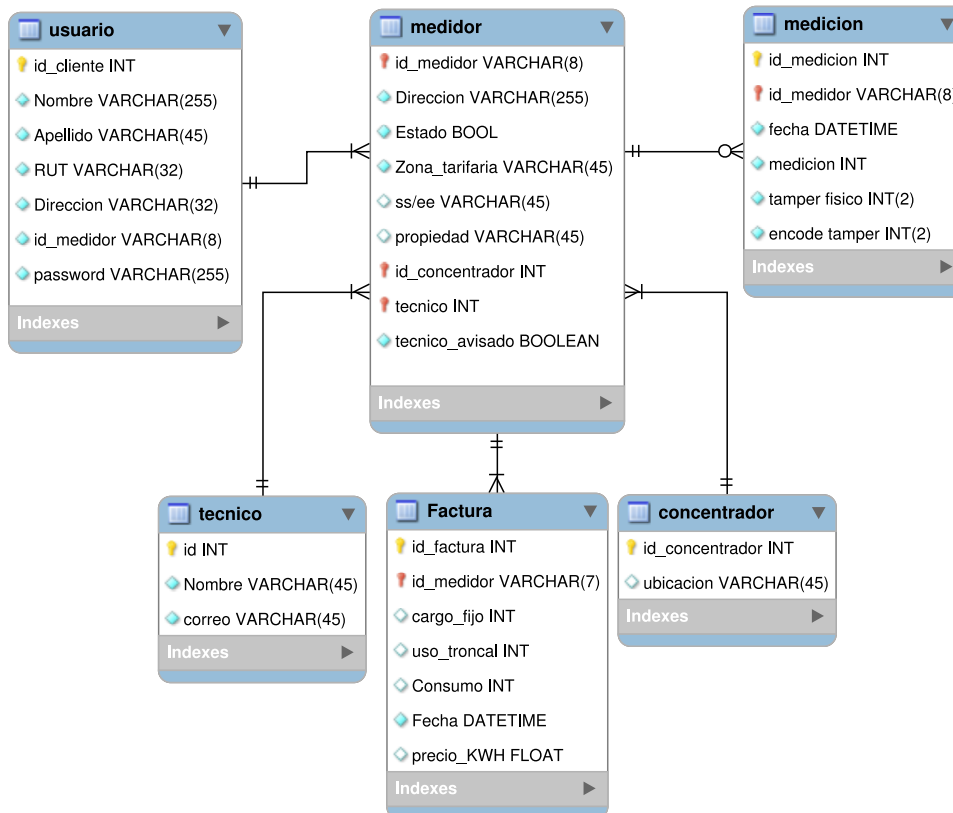 usuario
id_cliente INT
Nombre VARCHAR(255)
Apellido VARCHAR(45)
RUT VARCHAR(32)
Direccion VARCHAR(32)
id_medidor VARCHAR(8)
password VARCHAR(255)
Indexes
medidor
id_medidor VARCHAR(8)
Direccion VARCHAR(255)
Estado BOOL
Zona_tarifaria VARCHAR(45)
ss/ee VARCHAR(45)
propiedad VARCHAR(45)
id_concentrador INT
tecnico INT
tecnico_avisado BOOLEAN
Indexes
medicion
id_medicion INT
id_medidor VARCHAR(8)
fecha DATETIME
medicion INT
tamper fisico INT(2)
encode tamper INT(2)
Indexes
tecnico
id INT
Nombre VARCHAR(45)
correo VARCHAR(45)
Indexes
Factura
id_factura INT
id_medidor VARCHAR(7)
cargo_fijo INT
uso_troncal INT
Consumo INT
Fecha DATETIME
precio_KWH FLOAT
Indexes
concentrador
id_concentrador INT
ubicacion VARCHAR(45)
Indexes